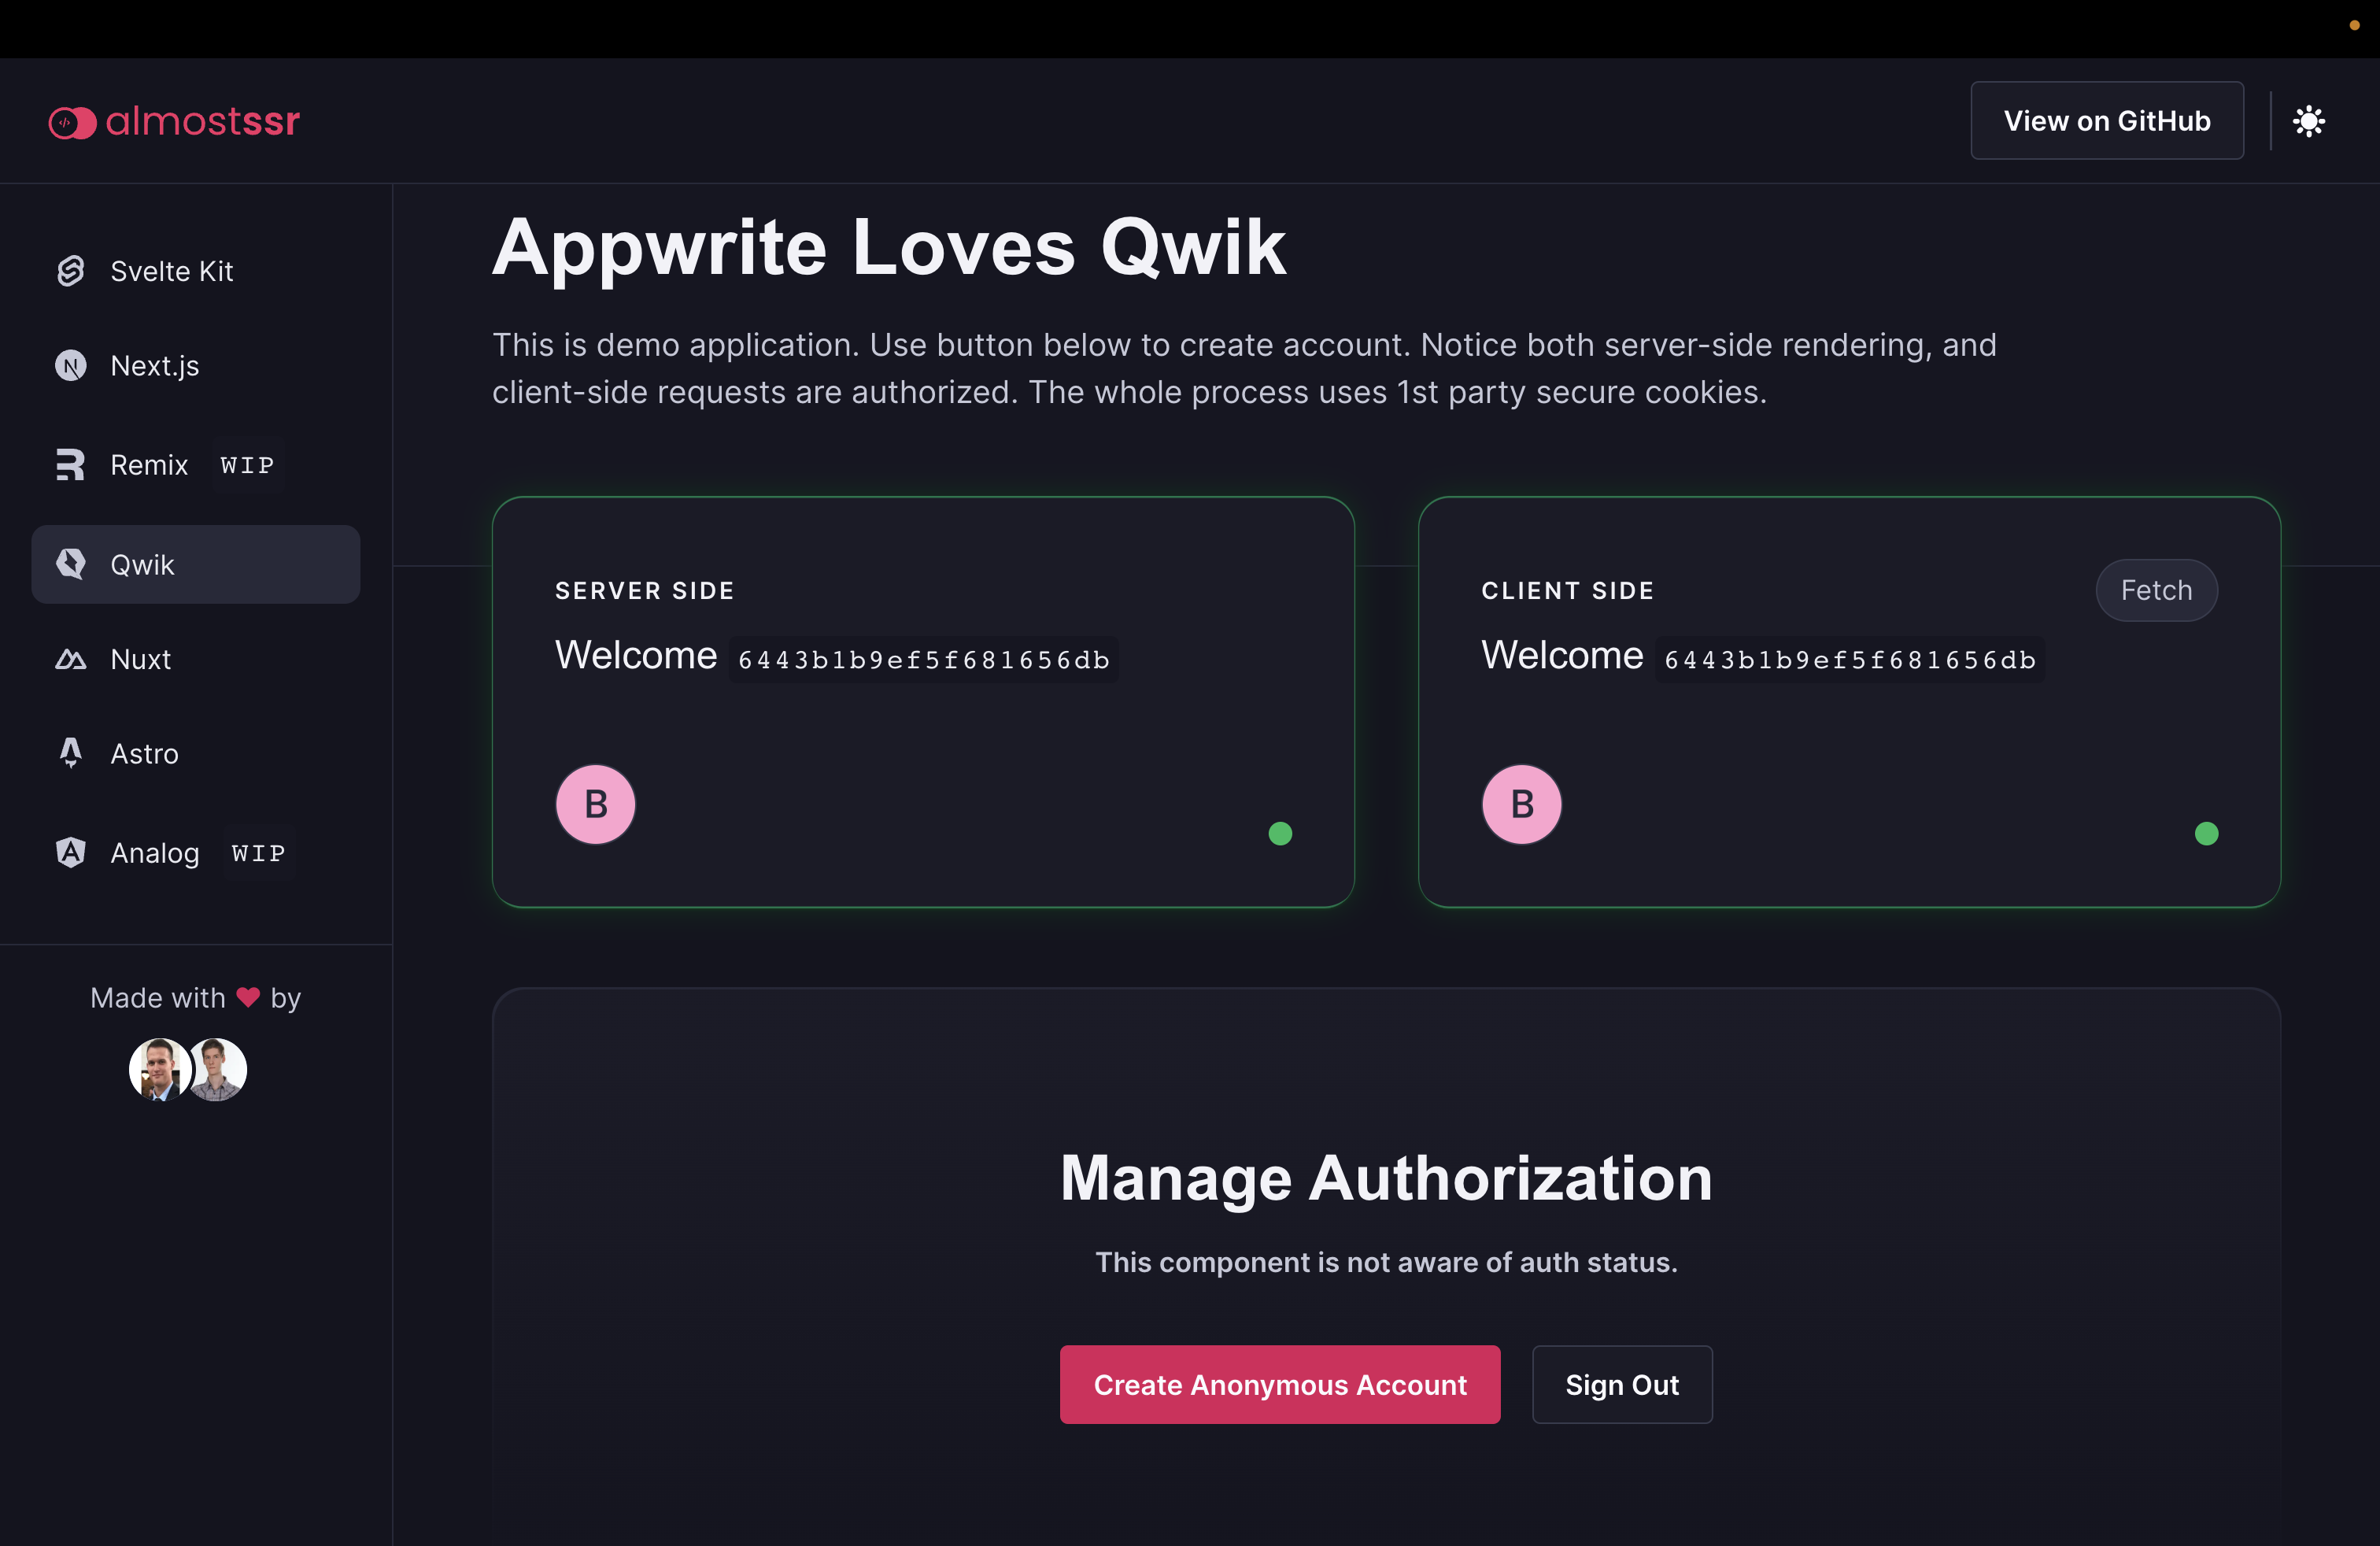 almostssr
View on GitHub
Svelte Kit
Next.js
Remix WIP
Qwik
Nuxt
Astro
Analog WIP
Made with ❤ by
Appwrite Loves Qwik
This is demo application. Use button below to create account. Notice both server-side rendering, and
client-side requests are authorized. The whole process uses 1st party secure cookies.
SERVER SIDE
Welcome 6443b1b9ef5f681656db
B
CLIENT SIDE
Fetch
Welcome 6443b1b9ef5f681656db
B
Manage Authorization
This component is not aware of auth status.
Create Anonymous Account
Sign Out